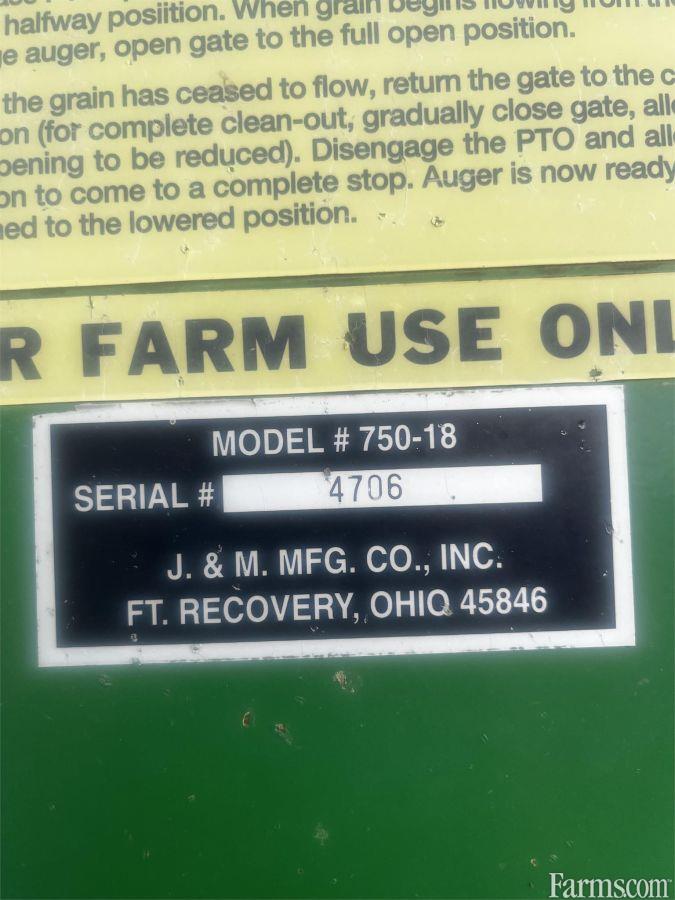 halfway posiition. When grain begins flowing from the
auger, open gate to the full open position.
the grain has ceased to flow, return the gate to the
(for complete clean-out, gradually close gate,
to be reduced). Disengage the PTO and
to come to a complete stop. Auger is now ready
to the lowered position.
R FARM USE ONL
MODEL # 750-18
SERIAL # 4706
J. & M. MFG. CO., INC.
FT. RECOVERY, OHIO 45846
Farms.com